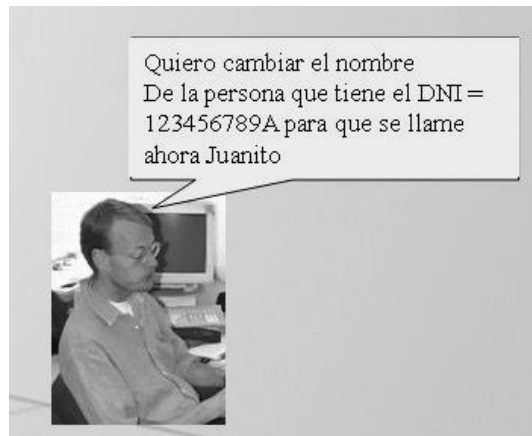 Quiero cambiar el nombre
De la persona que tiene el DNI =
123456789A para que se llame
ahora Juanito